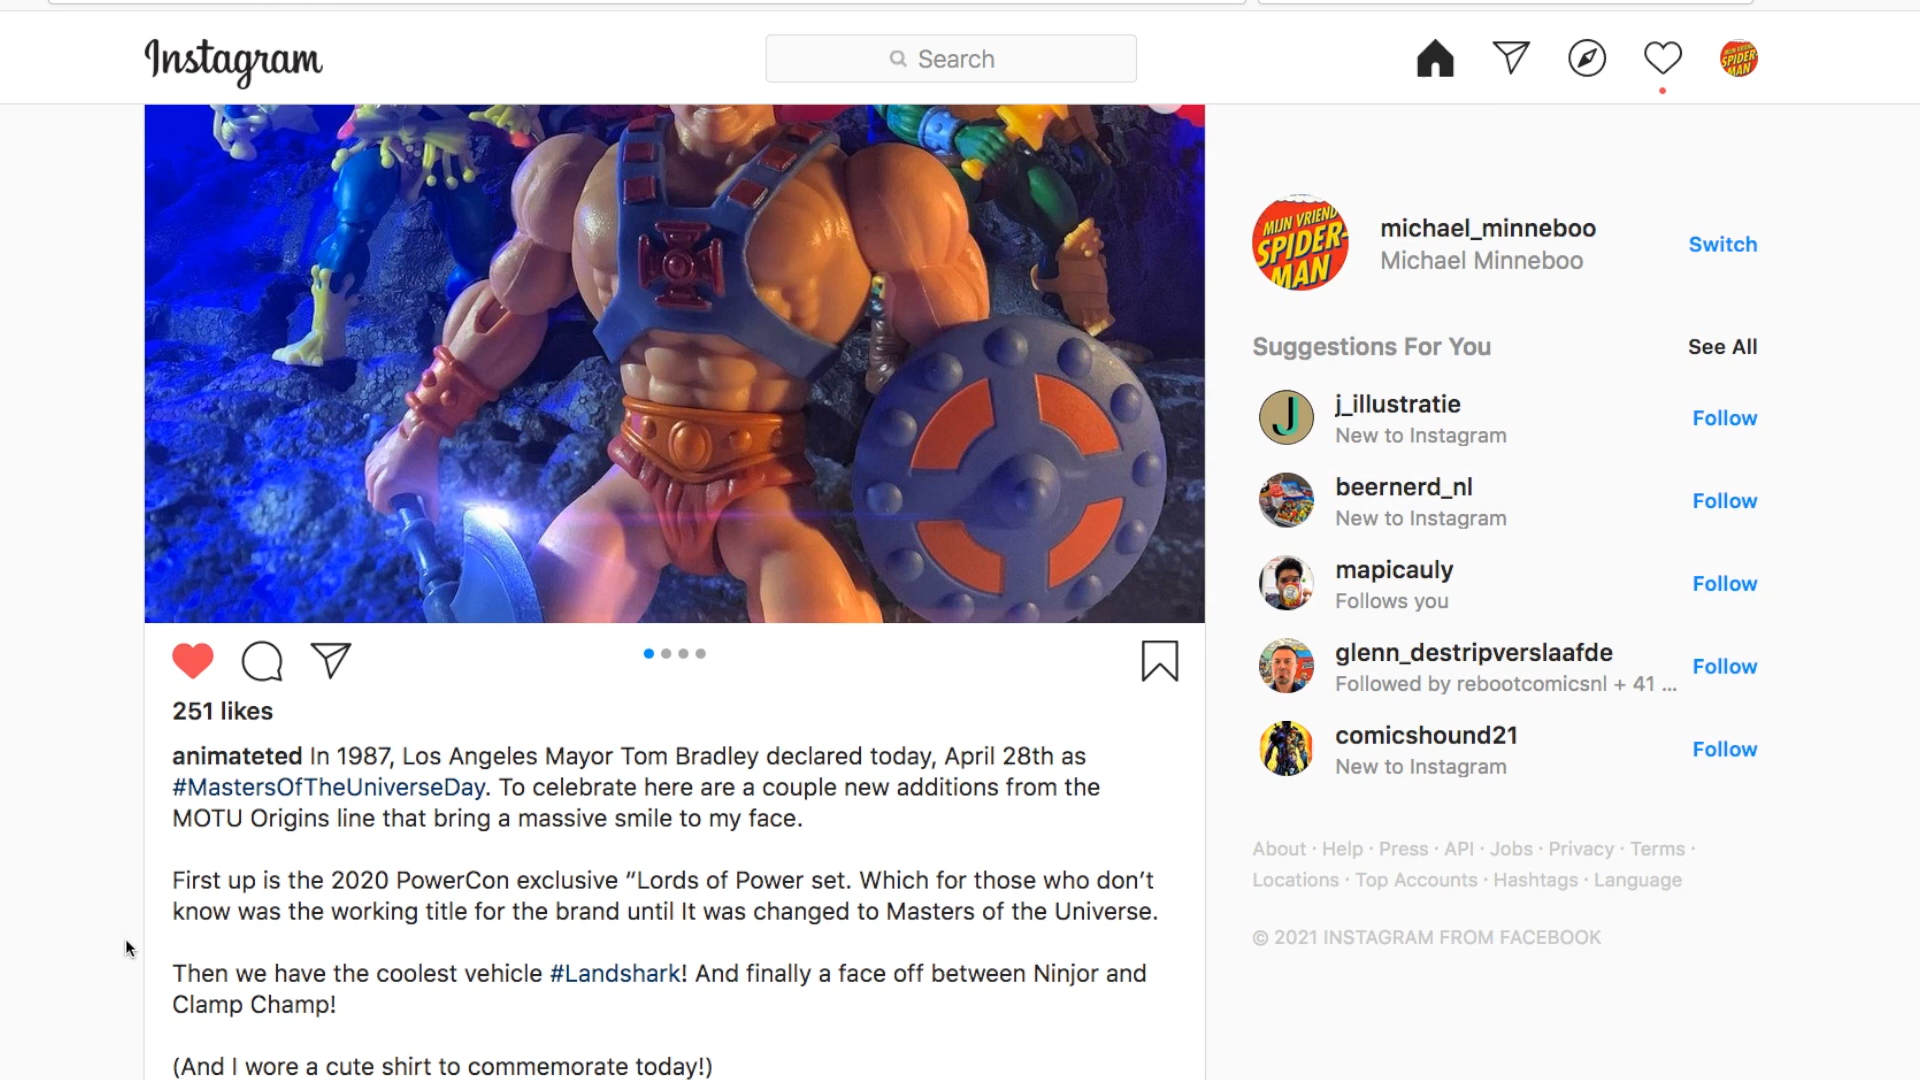 Instagram
Search
SPIDER-
MAN
MIJN VRIEND
SPIDER-
MAN
michael_minneboo
Michael Minneboo
Switch
Suggestions For You
See All
J
j_illustratie
New to Instagram
Follow
beernerd_nl
New to Instagram
Follow
mapicauly
Follows you
Follow
glenn_destripverslaafde
Followed by rebootcomicsnl + 41 ...
Follow
comicshound21
New to Instagram
Follow
About · Help · Press · API · Jobs · Privacy · Terms ·
Locations · Top Accounts · Hashtags · Language
© 2021 INSTAGRAM FROM FACEBOOK
251 likes
animateted In 1987, Los Angeles Mayor Tom Bradley declared today, April 28th as
#MastersOfTheUniverseDay. To celebrate here are a couple new additions from the
MOTU Origins line that bring a massive smile to my face.
First up is the 2020 PowerCon exclusive “Lords of Power set. Which for those who don’t
know was the working title for the brand until It was changed to Masters of the Universe.
Then we have the coolest vehicle #Landshark! And finally a face off between Ninjor and
Clamp Champ!
(And I wore a cute shirt to commemorate today!)